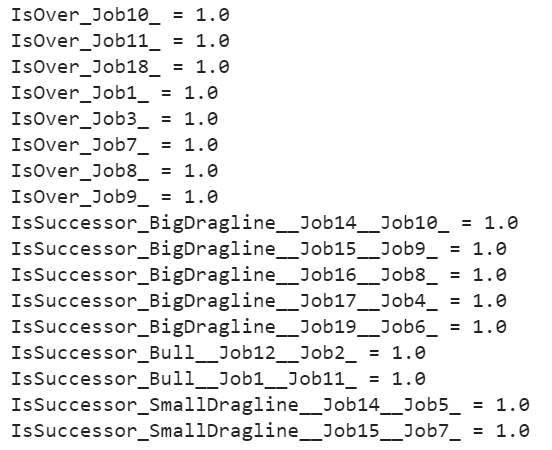 IsOver_Job10_ = 1.0
IsOver_Job11_ = 1.0
IsOver_Job18_ = 1.0
IsOver_Job1_ = 1.0
IsOver_Job3_ = 1.0
IsOver_Job7_ = 1.0
IsOver_Job8_ = 1.0
IsOver_Job9_ = 1.0
IsSuccessor_BigDragline__Job14__Job10_ = 1.0
IsSuccessor_BigDragline__Job15__Job9_ = 1.0
IsSuccessor_BigDragline__Job16__Job8_ = 1.0
IsSuccessor_BigDragline__Job17__Job4_ = 1.0
IsSuccessor_BigDragline__Job19__Job6_ = 1.0
IsSuccessor_Bull__Job12__Job2_ = 1.0
IsSuccessor_Bull__Job1__Job11_ = 1.0
IsSuccessor_SmallDragline__Job14__Job5_ = 1.0
IsSuccessor_SmallDragline__Job15__Job7_ = 1.0